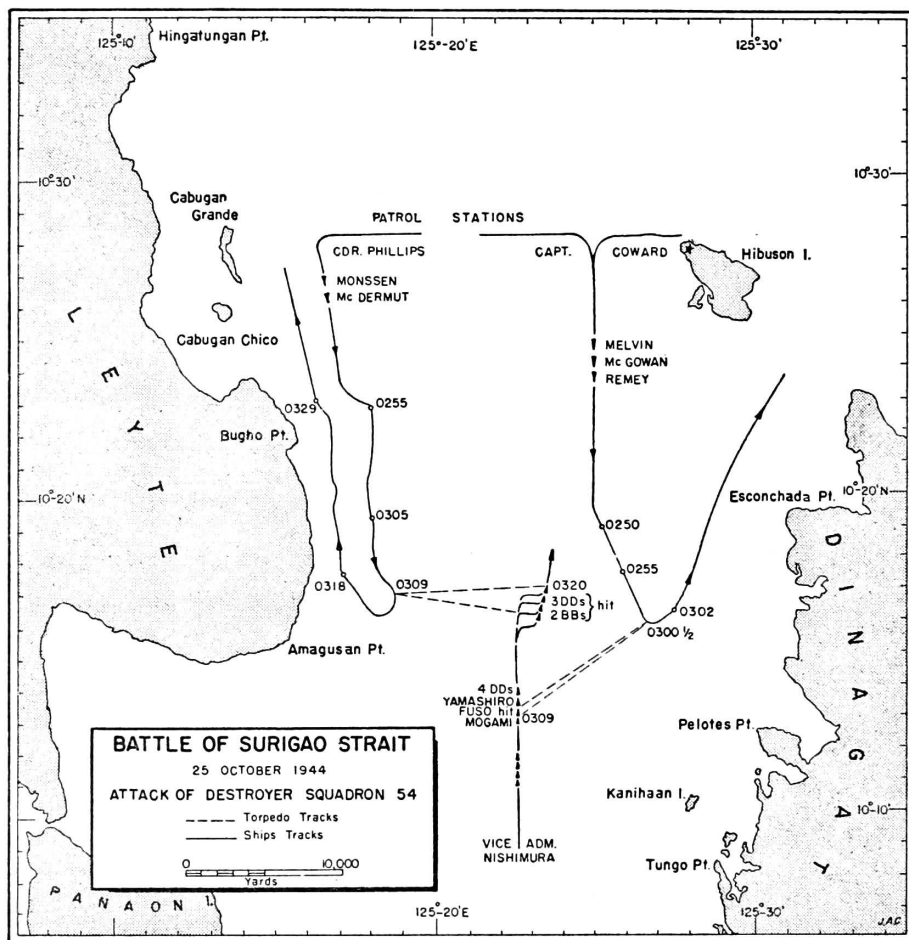 125°10'
Hingatungan Pt.
125°-20' E
125°-30'
10°-30'
10°-30'
Cabugan
Grande
PATROL STATIONS
CDR. PHILLIPS
CAPT. COWARD
Hibuson I.
MONSSEN
Mc DERMUT
Cabugan Chico
MELVIN
Mc GOWAN
REMEY
LEYTE
0329
0255
Bugho Pt.
10°-20' N
Esconchada Pt.
10°-20' N
0305
0250
0255
0318
0309
0320
3DDs
2BBs
hit
0302
0300 ½
Amagusan Pt.
DINAGAT
4 DDs
YAMASHIRO
FUSO hit
MOGAMI
0309
Pelotes Pt.
BATTLE OF SURIGAO STRAIT
25 OCTOBER 1944
ATTACK OF DESTROYER SQUADRON 54
Torpedo Tracks
Ships Tracks
0 10,000
Yards
Kanihaan I.
10°-10'
VICE ADM.
NISHIMURA
Tungo Pt.
PANAON I.
125°-20' E
125°-30'
J.A.G.